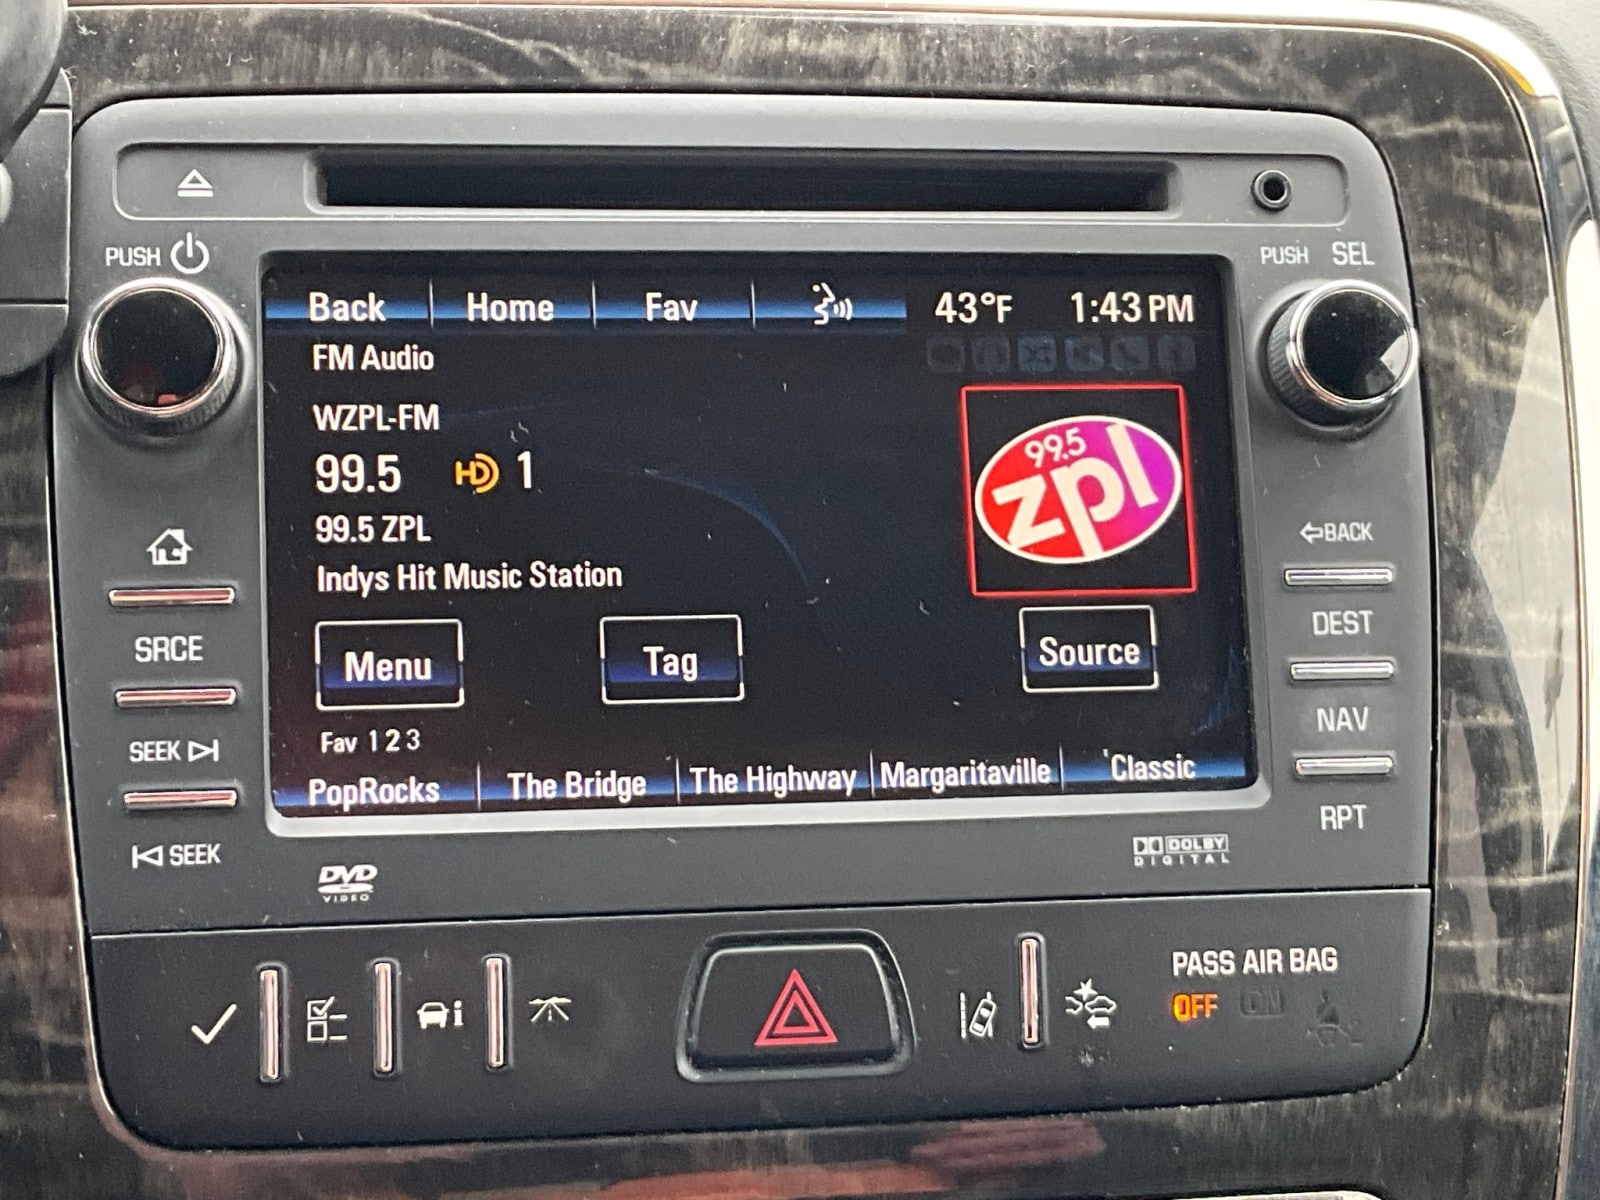 PUSH
PUSH SEL
Back Home Fav 43°F 1:43 PM
FM Audio
WZPL-FM
99.5 HD 1
99.5 ZPL
Indys Hit Music Station
99.5
zpl
Menu Tag Source
Fav 1 2 3
PopRocks The Bridge The Highway Margaritaville Classic
SRCE
SEEK
SEEK
BACK
DEST
NAV
RPT
DVD
VIDEO
DOLBY
DIGITAL
i
PASS AIR BAG
OFF ON